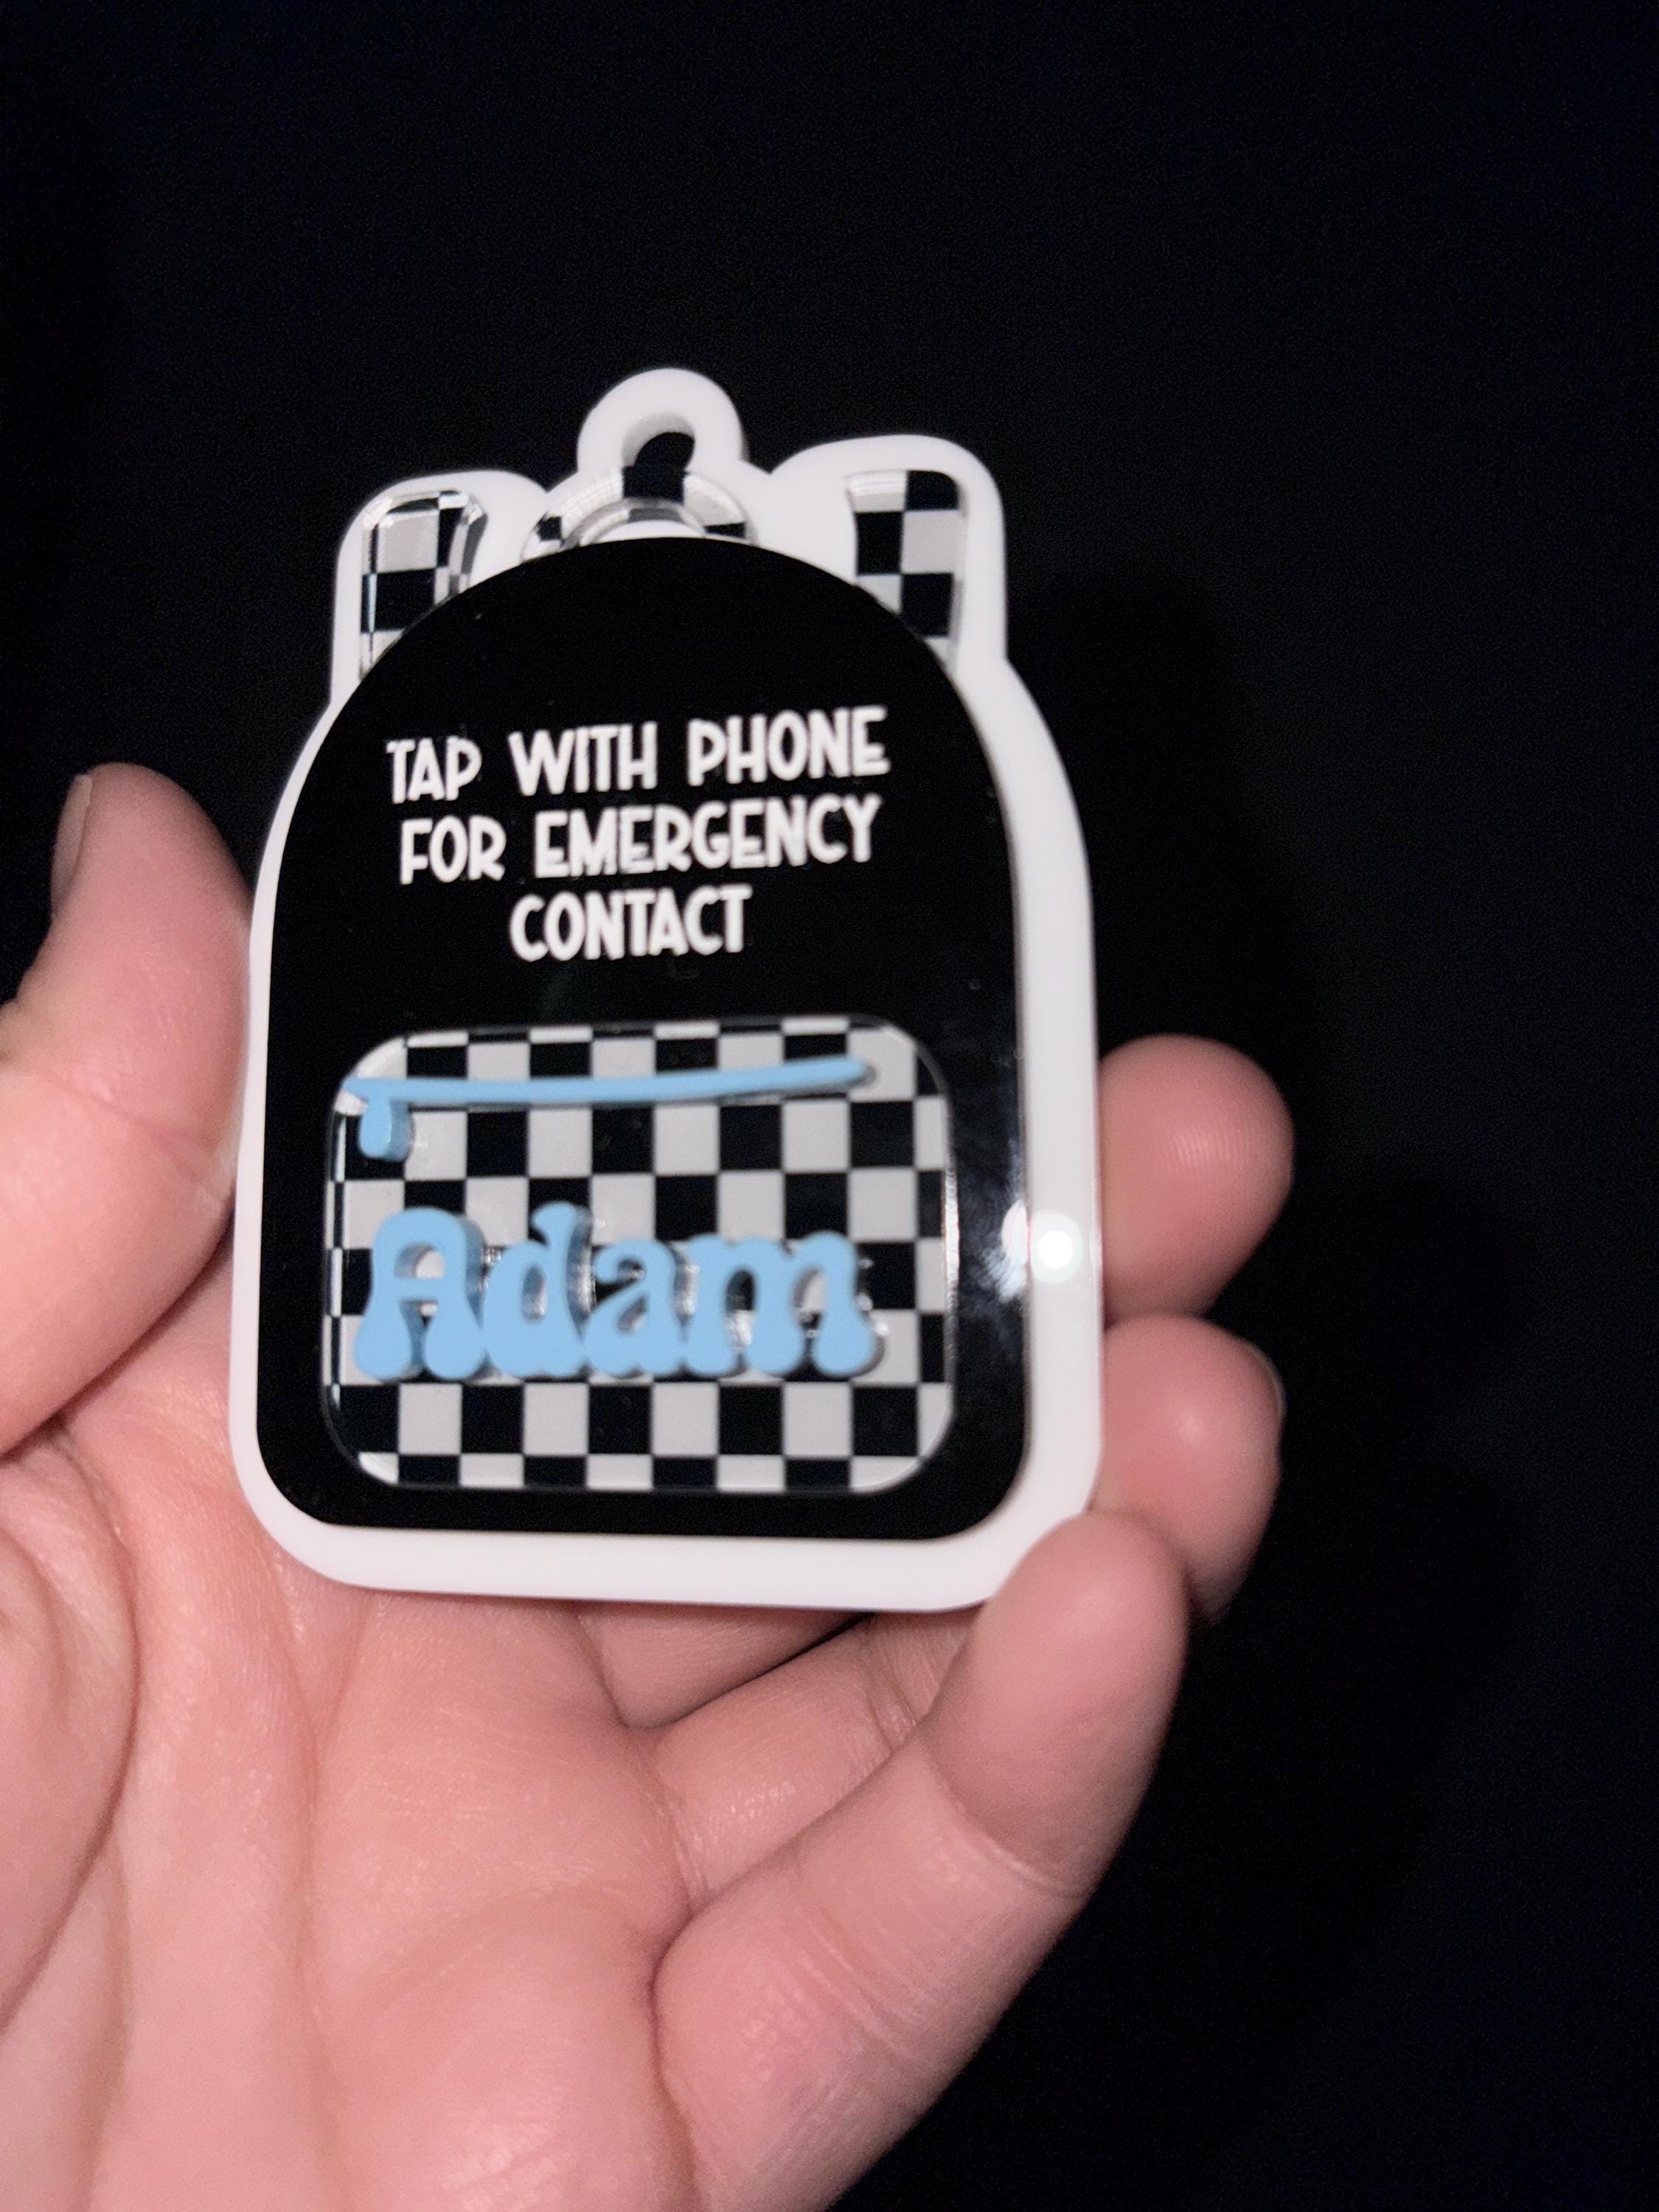 TAP WITH PHONE
FOR EMERGENCY
CONTACT
Adam